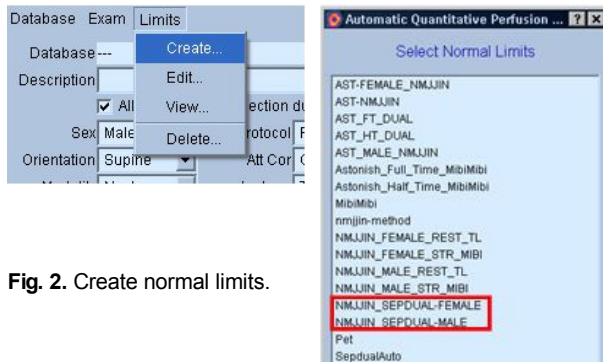 Database Exam Limits
Create...
Edit...
View...
Delete...
Database ---
Description
All
ection du
Sex Male
rotocol
Orientation Supine
Att Cor
Fig. 2. Create normal limits.
Automatic Quantitative Perfusion ...
Select Normal Limits
AST-FEMALE_NMJJIN
AST-NMJJIN
AST_FT_DUAL
AST_HT_DUAL
AST_MALE_NMJJIN
Astonish_Full_Time_MibiMibi
Astonish_Half_Time_MibiMibi
MibiMibi
nmjjin-method
NMJJIN_FEMALE_REST_TL
NMJJIN_FEMALE_STR_MIBI
NMJJIN_MALE_REST_TL
NMJJIN_MALE_STR_MIBI
NMJJIN_SEPDUAL-FEMALE
NMJJIN_SEPDUAL-MALE
Pet
SepdualAuto